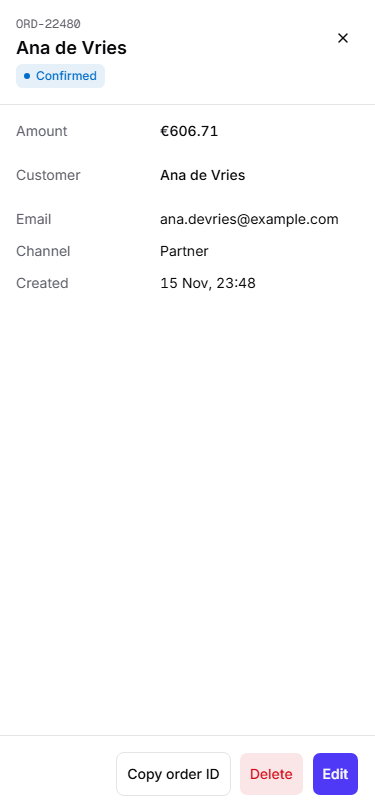 ORD-22480
Ana de Vries
Confirmed
Amount €606.71
Customer Ana de Vries
Email ana.devries@example.com
Channel Partner
Created 15 Nov, 23:48
Copy order ID Delete Edit